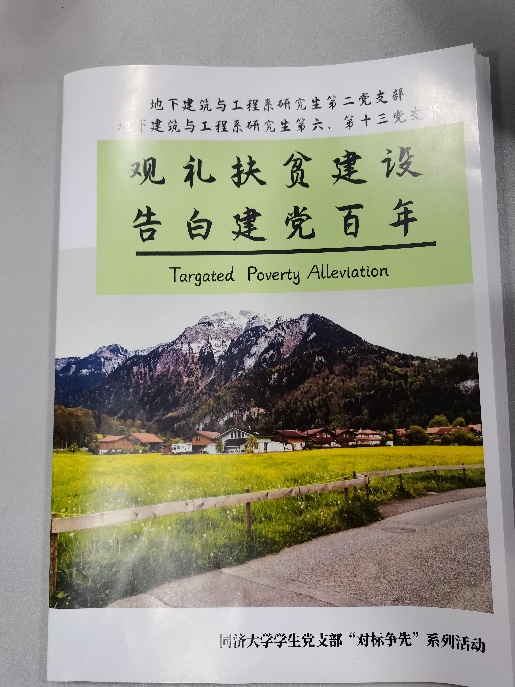 地下建筑与工程系研究生第二党支部
地下建筑与工程系研究生第六、第十三党支部
观礼扶贫建设
告白建党百年
Targated Poverty Alleviation
同济大学学生党支部“对标争先”系列活动